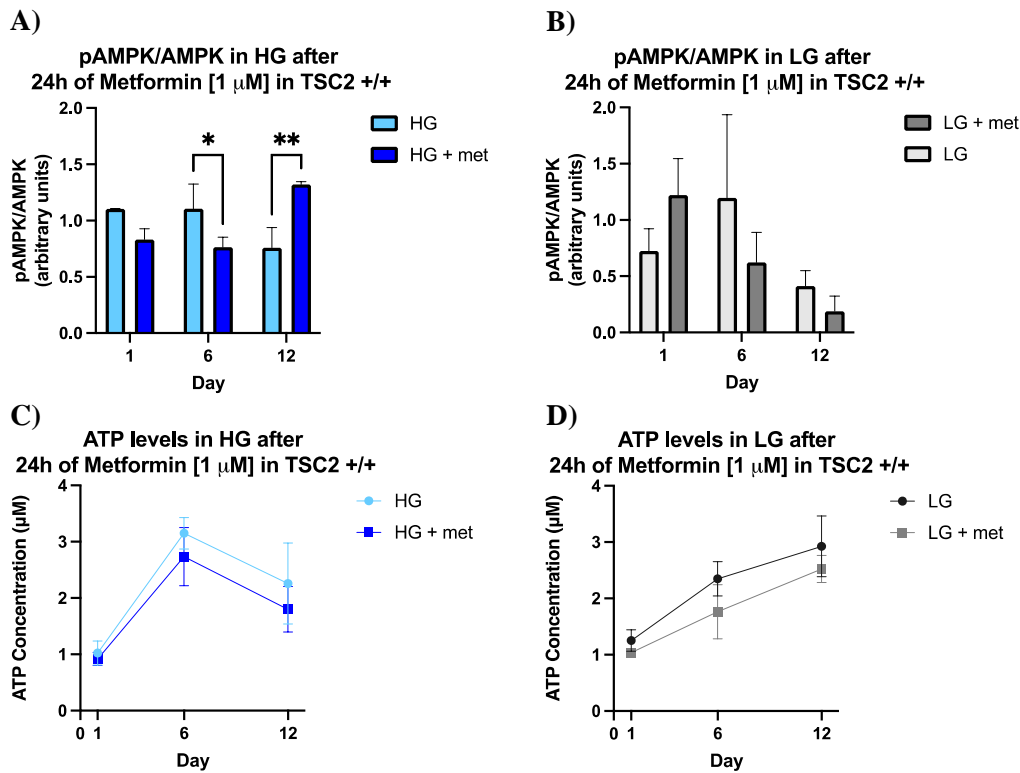 A)
pAMPK/AMPK in HG after
24h of Metformin [1 μM] in TSC2 +/+
pAMPK/AMPK
(arbitrary units)
2.0
1.5
1.0
0.5
0.0
*
**
1
6
12
Day
HG
HG + met
B)
pAMPK/AMPK in LG after
24h of Metformin [1 μM] in TSC2 +/+
pAMPK/AMPK
(arbitrary units)
2.0
1.5
1.0
0.5
0.0
1
6
12
Day
LG + met
LG
C)
ATP levels in HG after
24h of Metformin [1 μM] in TSC2 +/+
ATP Concentration (μM)
4
3
2
1
0
0
1
6
12
Day
HG
HG + met
D)
ATP levels in LG after
24h of Metformin [1 μM] in TSC2 +/+
ATP Concentration (μM)
4
3
2
1
0
0
1
6
12
Day
LG
LG + met